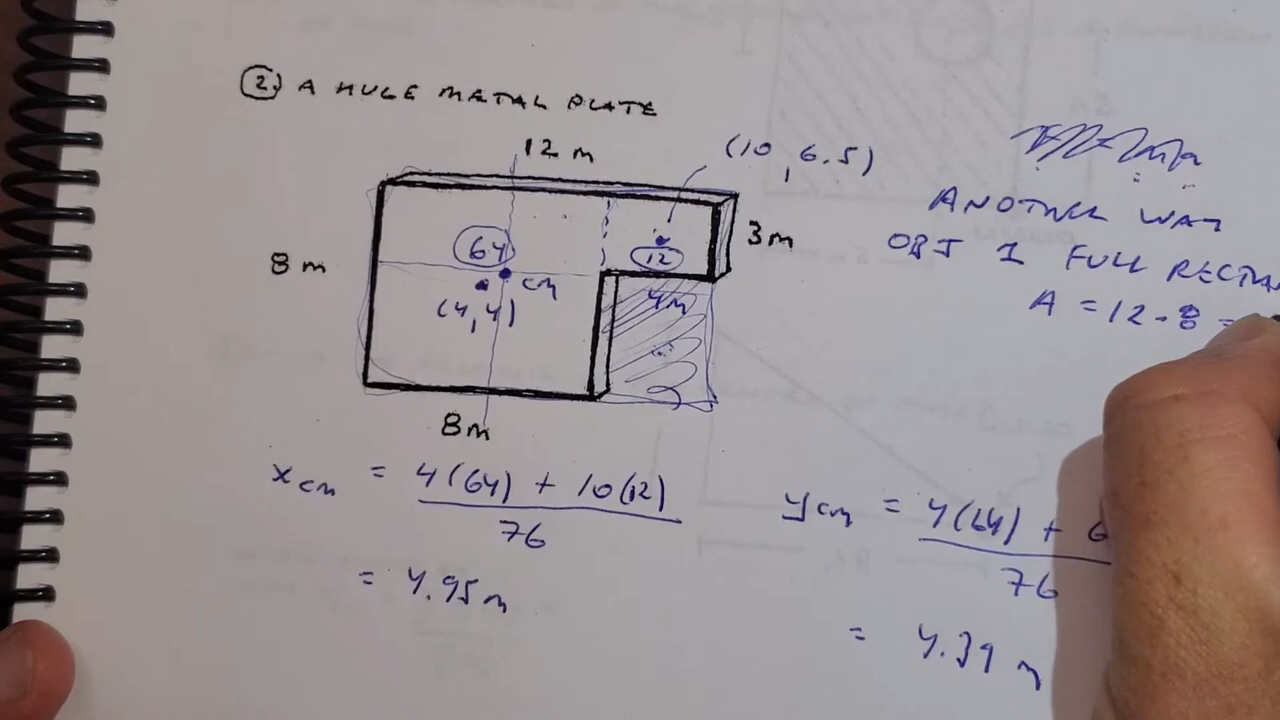 2. A HUGE METAL PLATE
12 m
(10, 6.5)
8 m
64
12
3m
cm
(4,4)
4m
8m
ANOTHER WAY
OBJ 1 FULL
A = 12 . 8 =
xcm = 4(64) + 10(12)
76
= 4.95 m
ycm = 4(64) + 6
76
= 4.39 m